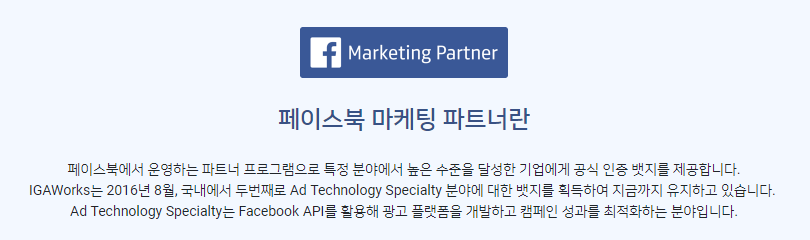 Marketing Partner
페이스북 마케팅 파트너란
페이스북에서 운영하는 파트너 프로그램으로 특정 분야에서 높은 수준을 달성한 기업에게 공식 인증 뱃지를 제공합니다.
IGAWorks는 2016년 8월, 국내에서 두번째로 Ad Technology Specialty 분야에 대한 뱃지를 획득하여 지금까지 유지하고 있습니다.
Ad Technology Specialty는 Facebook API를 활용해 광고 플랫폼을 개발하고 캠페인 성과를 최적화하는 분야입니다.